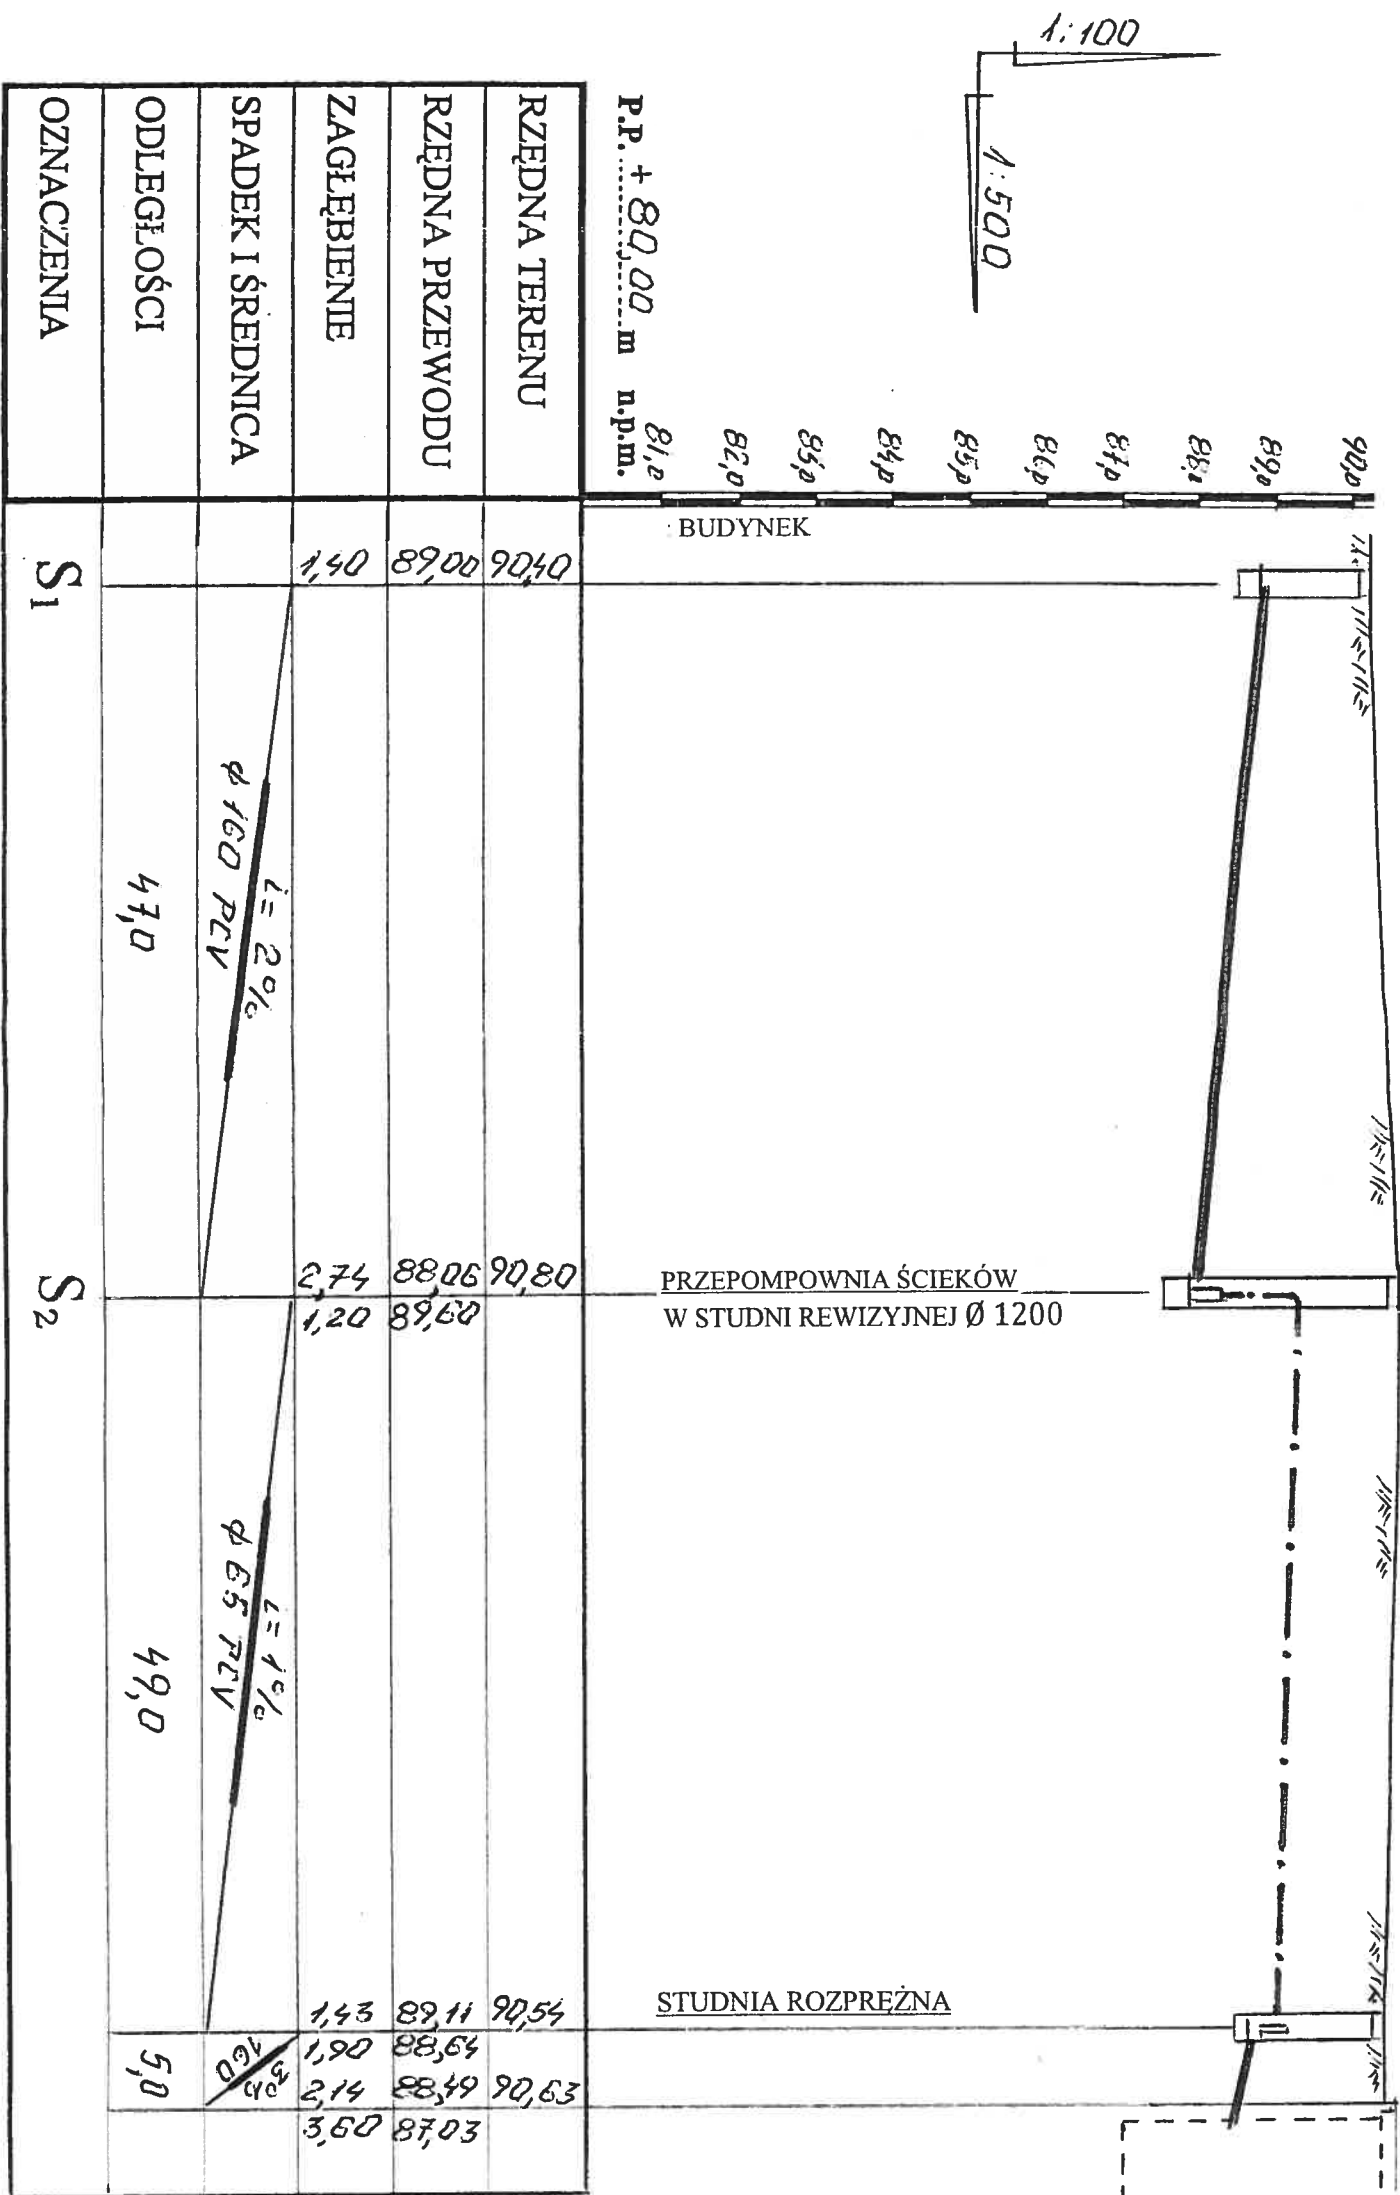 1:100
1:500
90,0
89,0
88,0
87,0
86,0
85,0
84,0
83,0
82,0
81,0
P.P. +80,00 m n.p.m.
BUDYNEK
PRZEPOMPOWNIA ŚCIEKÓW
W STUDNI REWIZYJNEJ Ø 1200
STUDNIA ROZPRĘŻNA
RZĘDNA TERENU
90,40
90,80
90,54
90,63
RZĘDNA PRZEWODU
89,00
88,06
89,60
89,11
88,64
88,49
87,03
ZAGŁĘBIENIE
1,40
2,74
1,20
1,43
1,90
2,14
3,60
SPADEK I ŚREDNICA
i= 2%
ϕ 160 PCV
i= 1%
ϕ 65 PCV
3%
160
ODLEGŁOŚCI
47,0
49,0
5,0
OZNACZENIA
S1
S2